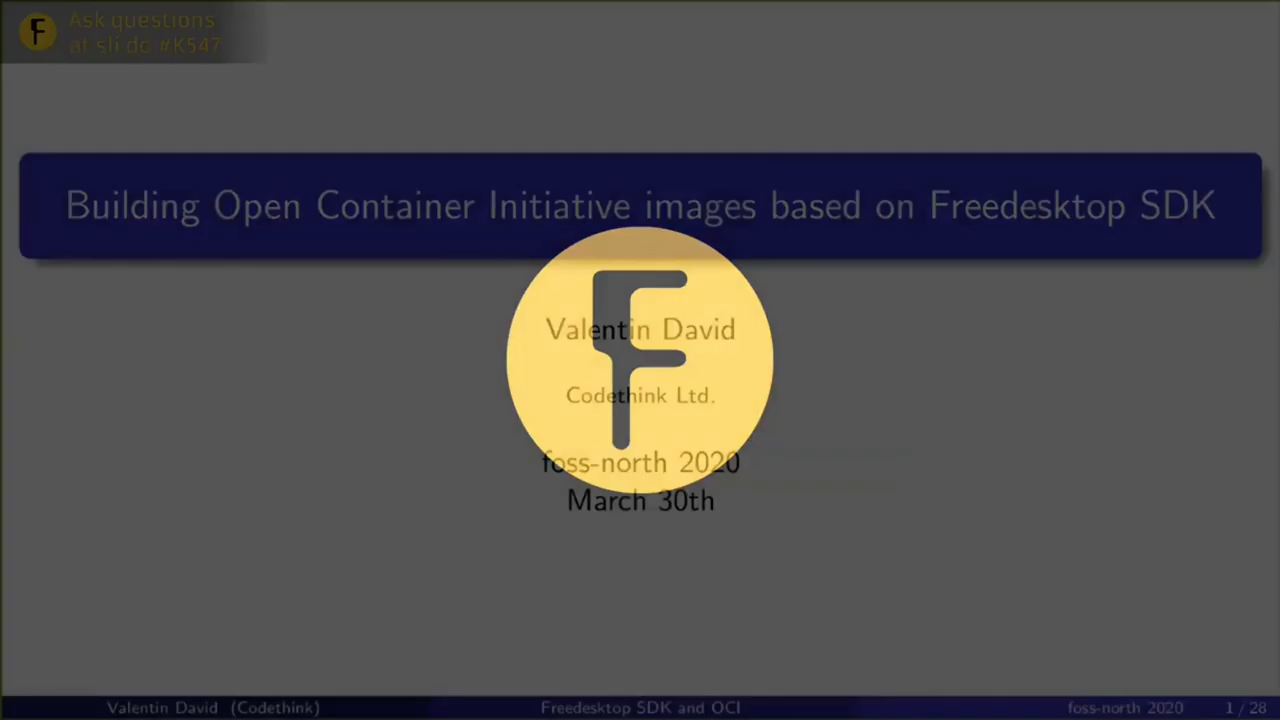 Ask questions
at sli.do #K547
Building Open Container Initiative images based on Freedesktop SDK
Valentin David
Codethink Ltd.
foss-north 2020
March 30th
Valentin David (Codethink)
Freedesktop SDK and OCI
foss-north 2020
1 / 28